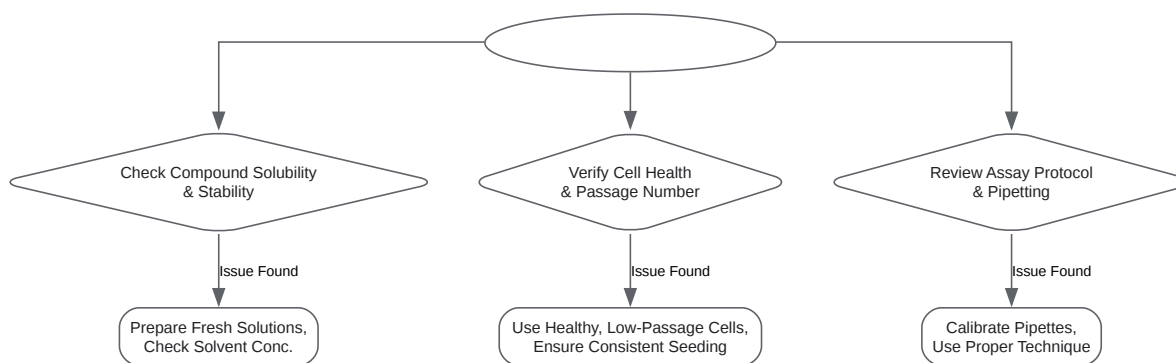 Check Compound Solubility
& Stability
Verify Cell Health
& Passage Number
Review Assay Protocol
& Pipetting
Issue Found
Issue Found
Issue Found
Prepare Fresh Solutions,
Check Solvent Conc.
Use Healthy, Low-Passage Cells,
Ensure Consistent Seeding
Calibrate Pipettes,
Use Proper Technique